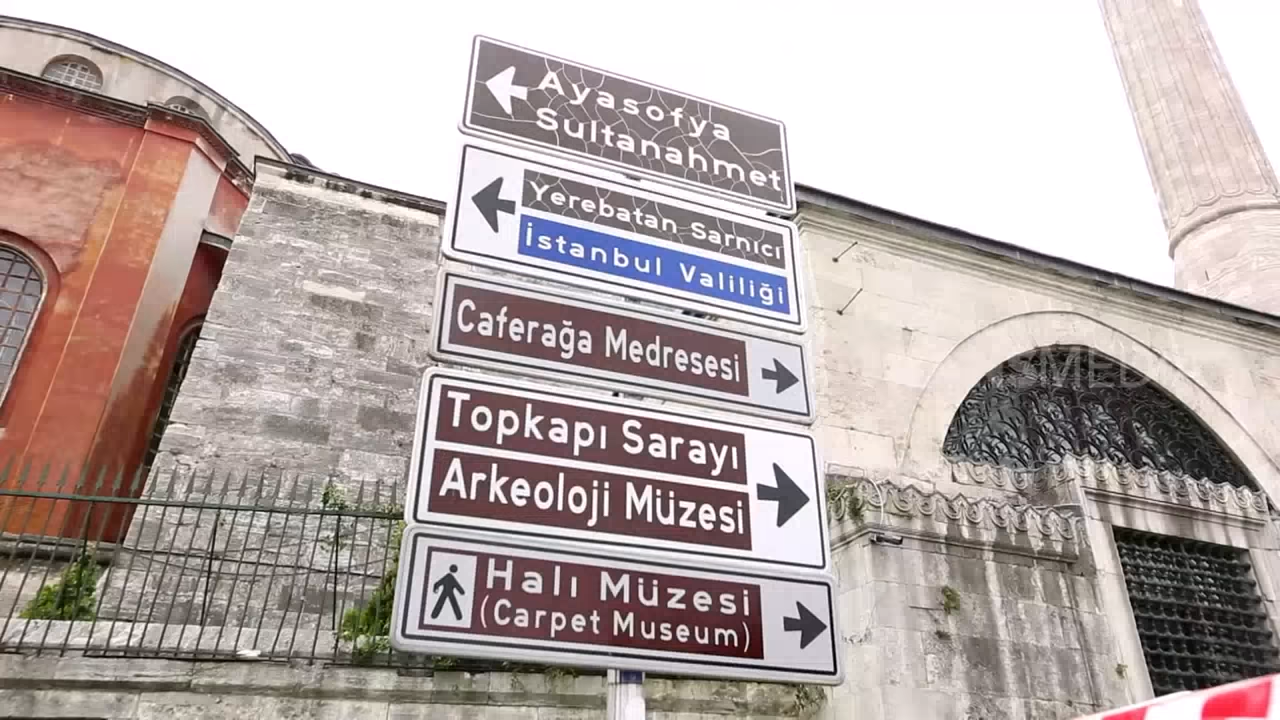 Ayasofya
Sultanahmet
Yerebatan Sarnıcı
İstanbul Valiliği
Caferağa Medresesi
Topkapı Sarayı
Arkeoloji Müzesi
Halı Müzesi
(Carpet Museum)